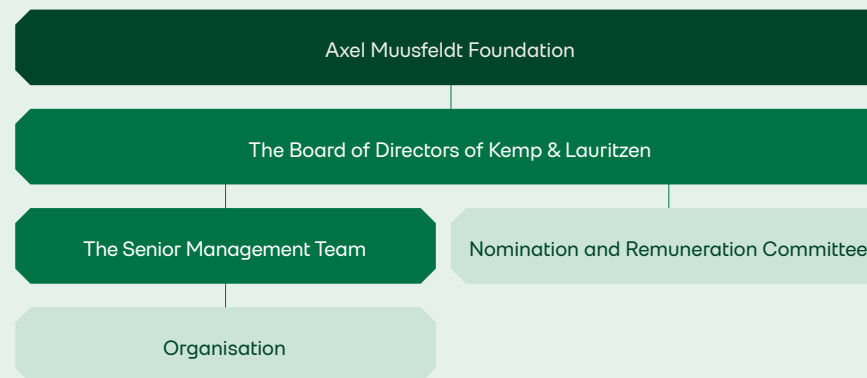 Axel Muusfeldt Foundation
The Board of Directors of Kemp & Lauritzen
The Senior Management Team
Nomination and Remuneration Committee
Organisation